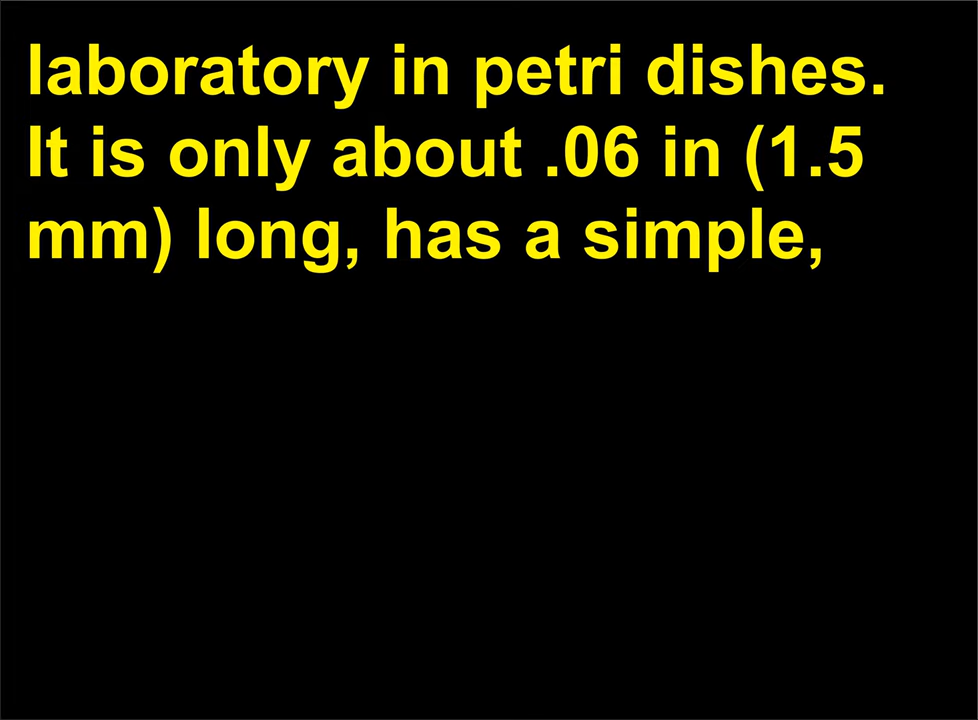 laboratory in petri dishes.
It is only about .06 in (1.5
mm) long, has a simple,